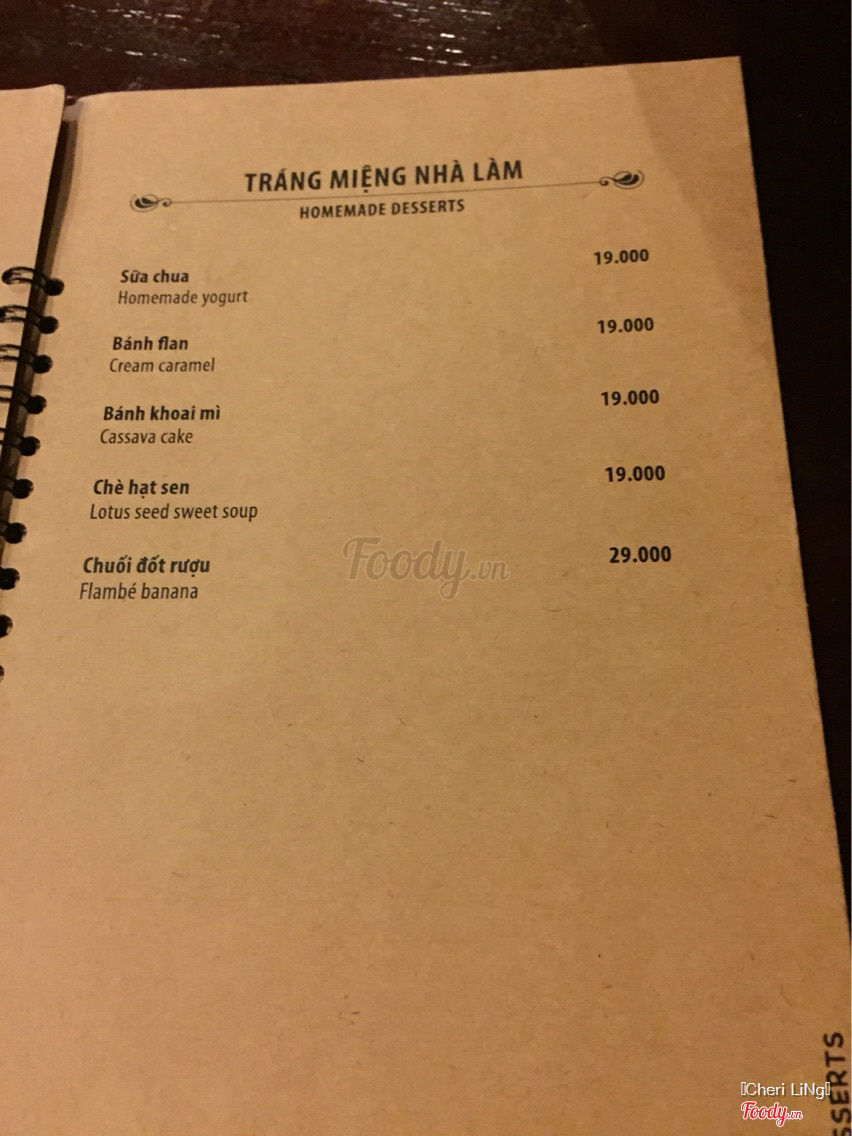 TRÁNG MIỆNG NHÀ LÀM
HOMEMADE DESSERTS
Sữa chua 19.000
Homemade yogurt
Bánh flan 19.000
Cream caramel
Bánh khoai mì 19.000
Cassava cake
Chè hạt sen 19.000
Lotus seed sweet soup
Chuối đốt rượu 29.000
Flambé banana
Foody.vn
SSERTS
Cheri LiNg
Foody.vn